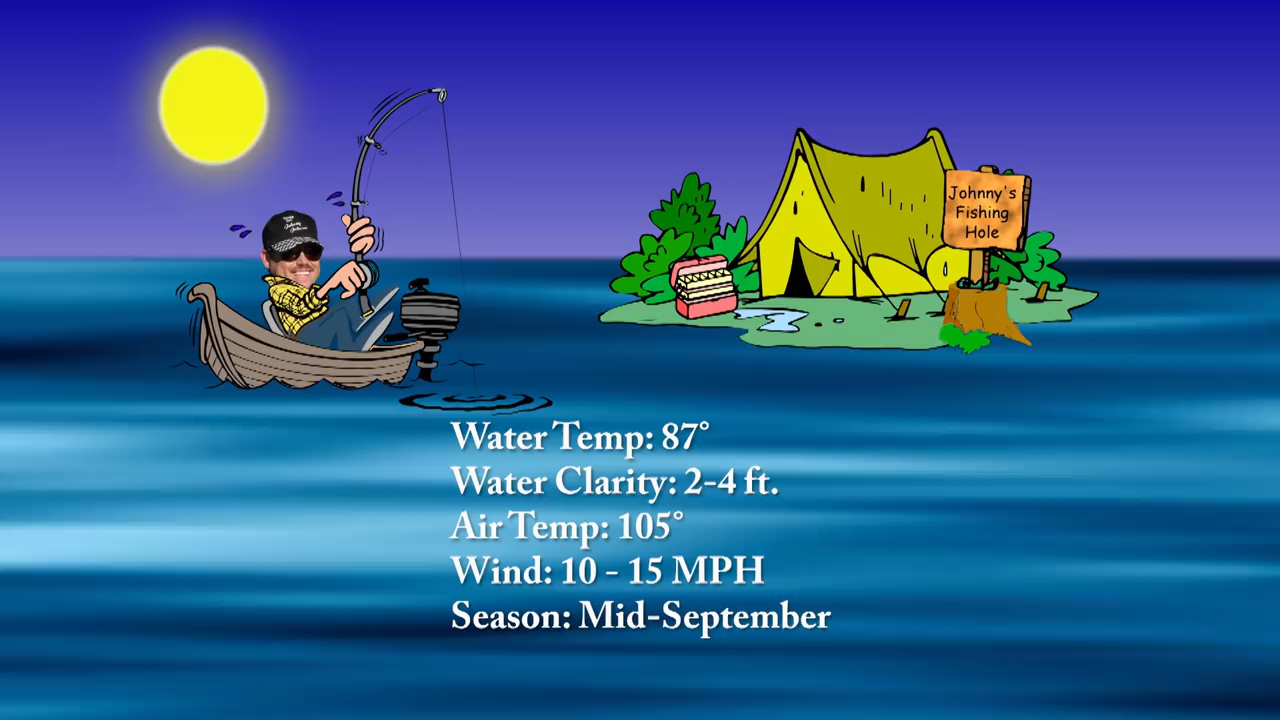 Johnny's
Fishing
Hole
Water Temp: 87°
Water Clarity: 2-4 ft.
Air Temp: 105°
Wind: 10 - 15 MPH
Season: Mid-September